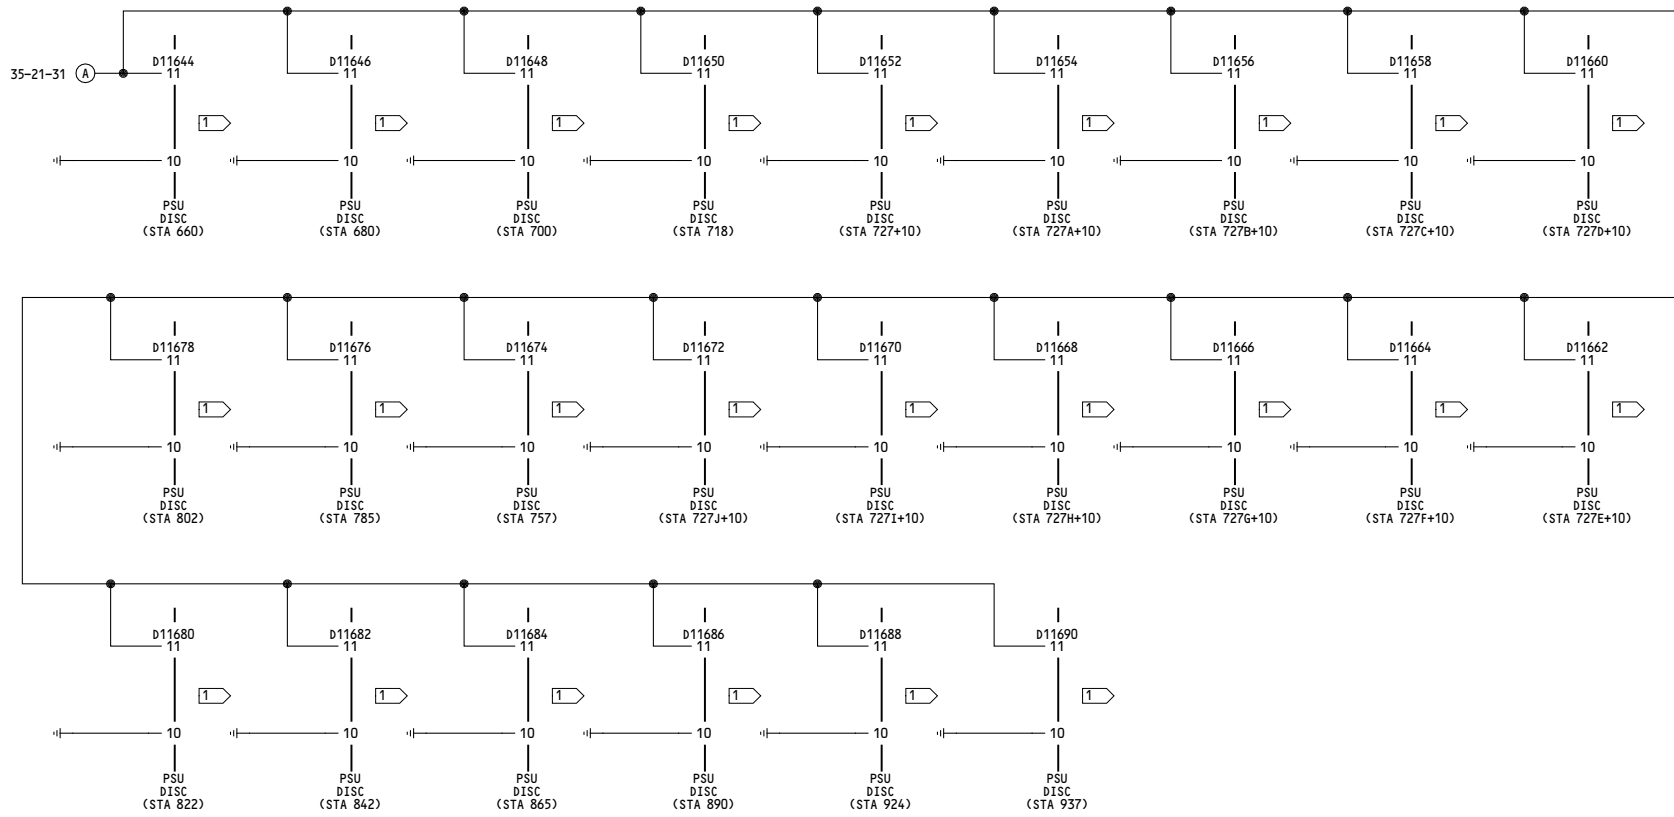 35-21-31 A
D11644 D11646 D11648 D11650 D11652 D11654 D11656 D11658 D11660
11 11 11 11 11 11 11 11 11
1 1 1 1 1 1 1 1 1
10 10 10 10 10 10 10 10 10
PSU PSU PSU PSU PSU PSU PSU PSU PSU
DISC DISC DISC DISC DISC DISC DISC DISC DISC
(STA 660) (STA 680) (STA 700) (STA 718) (STA 727+10) (STA 727A+10) (STA 727B+10) (STA 727C+10) (STA 727D+10)
D11678 D11676 D11674 D11672 D11670 D11668 D11666 D11664 D11662
11 11 11 11 11 11 11 11 11
1 1 1 1 1 1 1 1 1
10 10 10 10 10 10 10 10 10
PSU PSU PSU PSU PSU PSU PSU PSU PSU
DISC DISC DISC DISC DISC DISC DISC DISC DISC
(STA 802) (STA 785) (STA 757) (STA 727J+10) (STA 727I+10) (STA 727H+10) (STA 727G+10) (STA 727F+10) (STA 727E+10)
D11680 D11682 D11684 D11686 D11688 D11690
11 11 11 11 11 11
1 1 1 1 1 1
10 10 10 10 10 10
PSU PSU PSU PSU PSU PSU
DISC DISC DISC DISC DISC DISC
(STA 822) (STA 842) (STA 865) (STA 890) (STA 924) (STA 937)